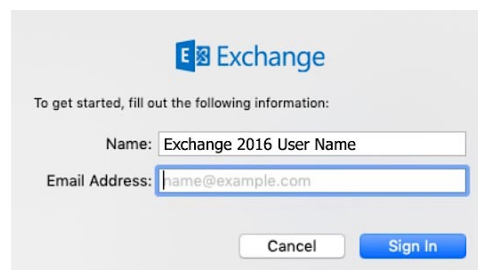 Exchange
To get started, fill out the following information:
Name: Exchange 2016 User Name
Email Address: name@example.com
Cancel Sign In